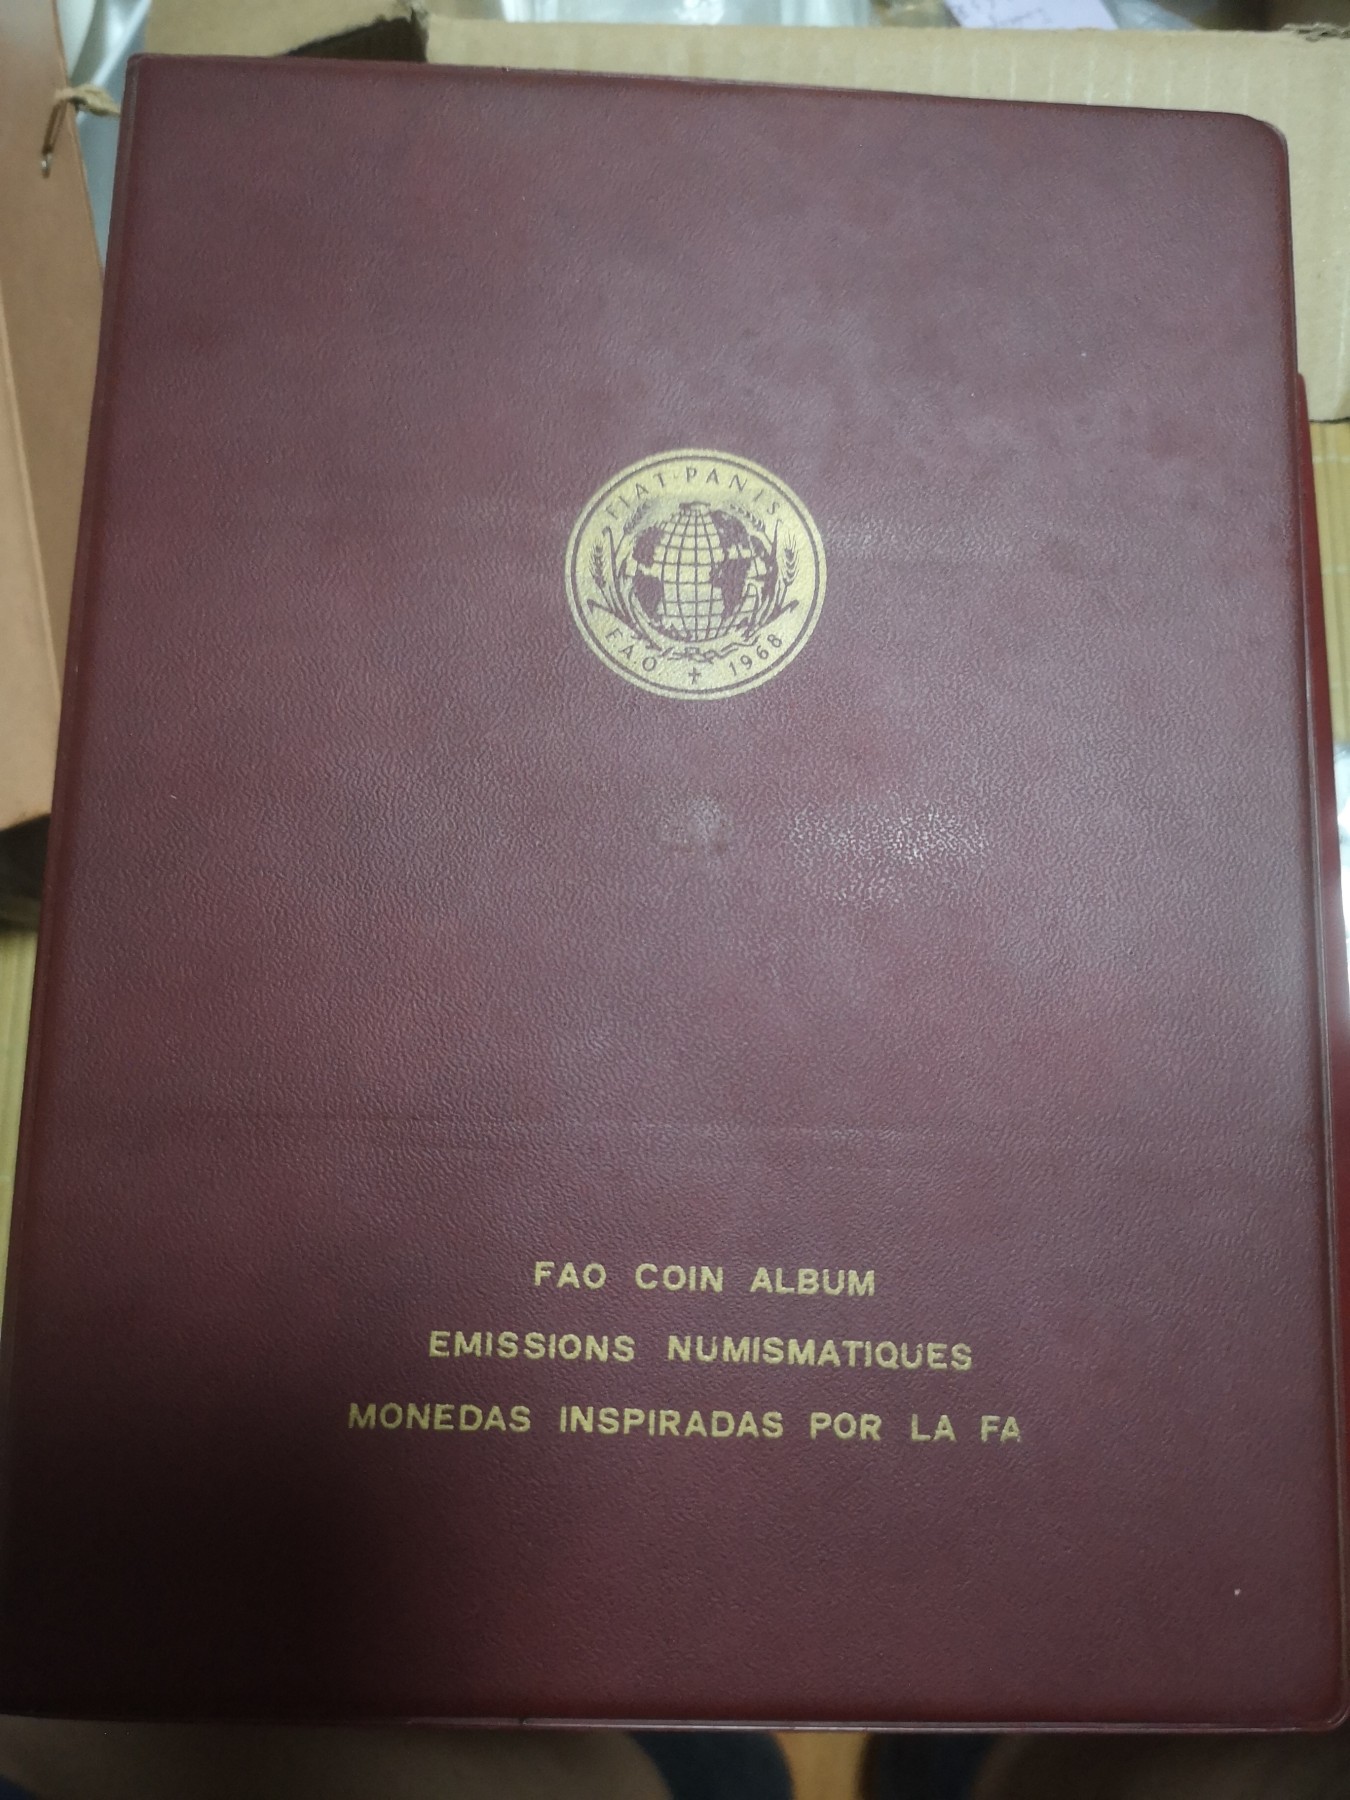 FIAT·PANIS
FAO + 1968
FAO COIN ALBUM
EMISSIONS NUMISMATIQUES
MONEDAS INSPIRADAS POR LA FA